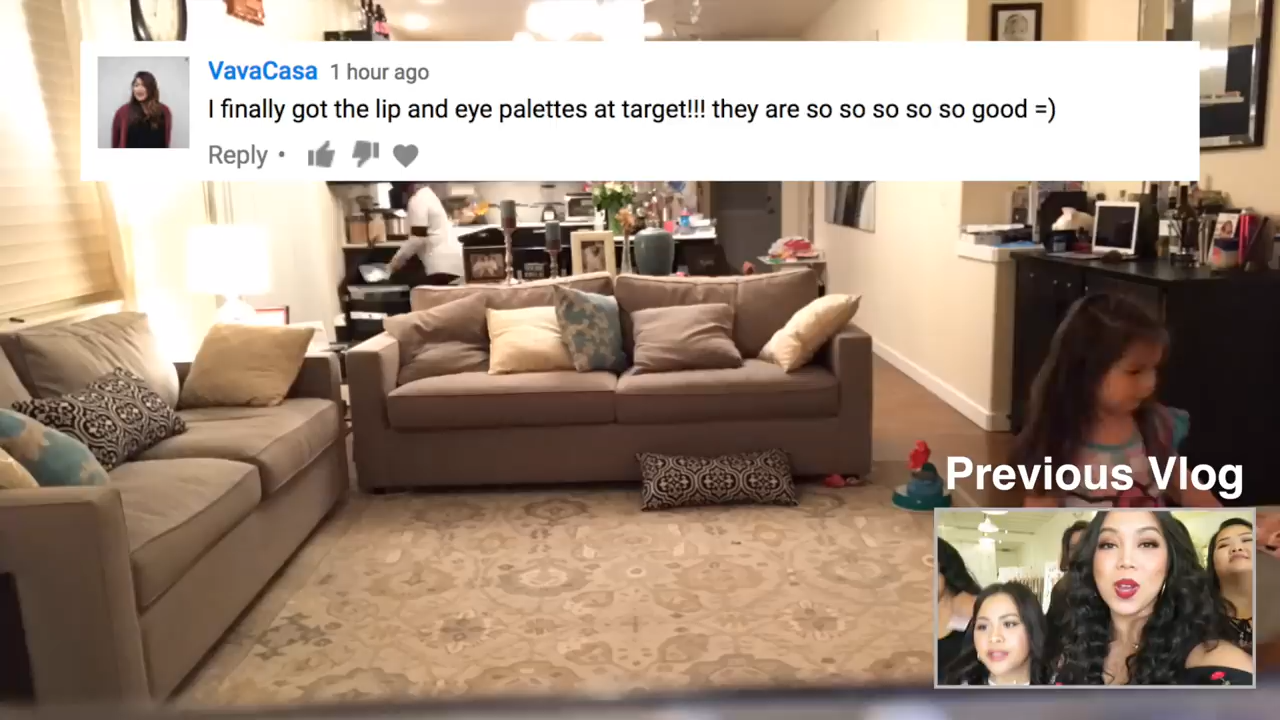 VavaCasa 1 hour ago
I finally got the lip and eye palettes at target!!! they are so so so so so good =)
Reply •
Previous Vlog